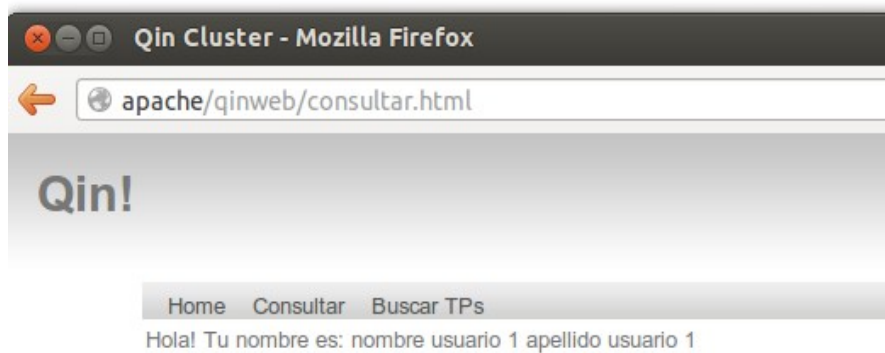 Qin Cluster - Mozilla Firefox
apache/qinweb/consultar.html
Qin!
Home Consultar Buscar TPs
Hola! Tu nombre es: nombre usuario 1 apellido usuario 1